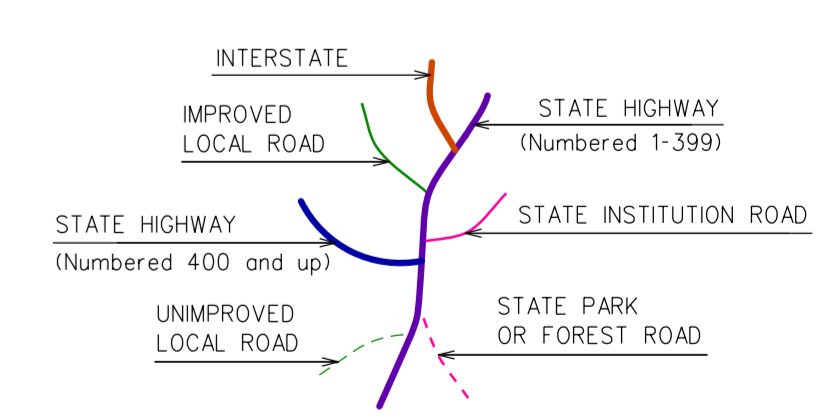 INTERSTATE
IMPROVED
LOCAL ROAD
STATE HIGHWAY
(Numbered 1-399)
STATE HIGHWAY
(Numbered 400 and up)
STATE INSTITUTION ROAD
UNIMPROVED
LOCAL ROAD
STATE PARK
OR FOREST ROAD